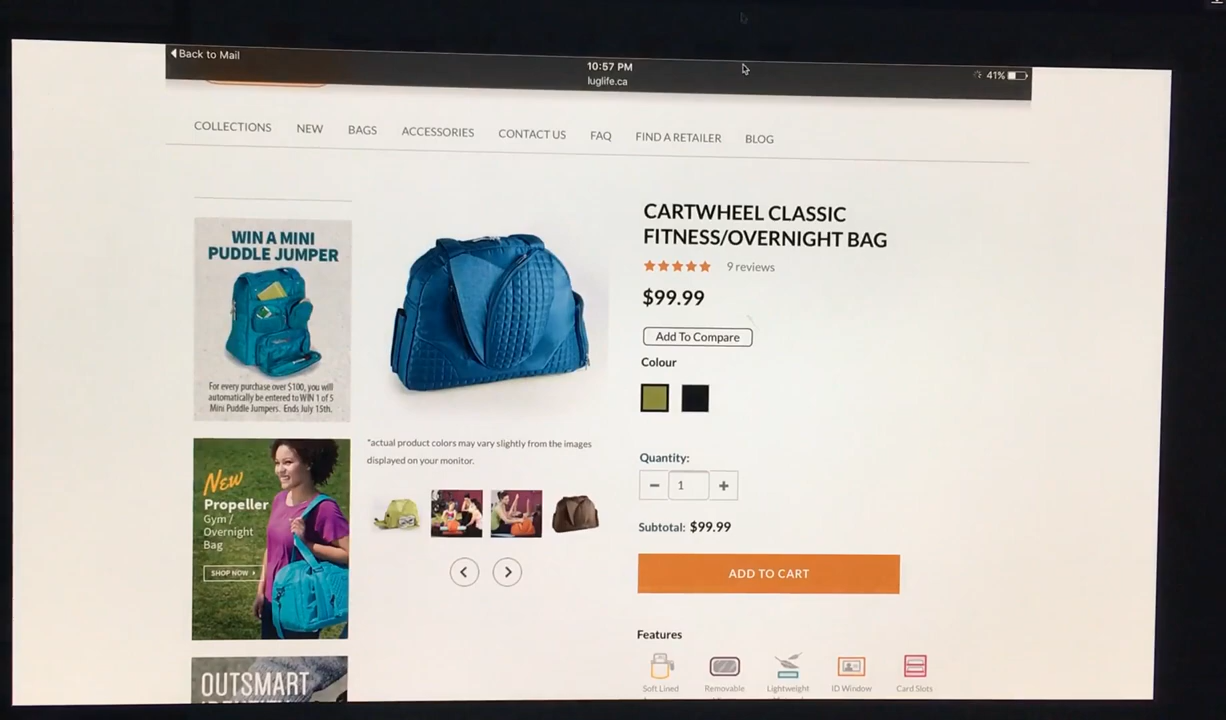 Back to Mail
10:57 PM
luglife.ca
41%
COLLECTIONS NEW BAGS ACCESSORIES CONTACT US FAQ FIND A RETAILER BLOG
WIN A MINI
PUDDLE JUMPER
For every purchase over $100, you will
automatically be entered to WIN 1 of 5
Mini Puddle Jumpers. Ends July 15th.
New
Propeller
Gym /
Overnight
Bag
SHOP NOW
OUTSMART
*actual product colors may vary slightly from the images
displayed on your monitor.
CARTWHEEL CLASSIC
FITNESS/OVERNIGHT BAG
9 reviews
$99.99
Add To Compare
Colour
Quantity:
− 1 +
Subtotal: $99.99
ADD TO CART
Features
Soft Lined Removable Lightweight ID Window Card Slots